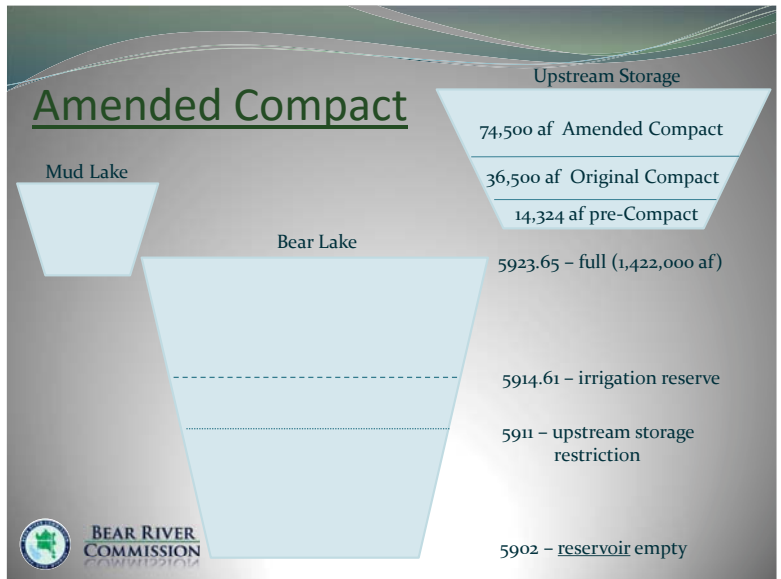 Amended Compact
Upstream Storage
74,500 af Amended Compact
36,500 af Original Compact
14,324 af pre-Compact
Mud Lake
Bear Lake
5923.65 – full (1,422,000 af)
5914.61 – irrigation reserve
5911 – upstream storage
restriction
5902 – reservoir empty
BEAR RIVER
COMMISSION